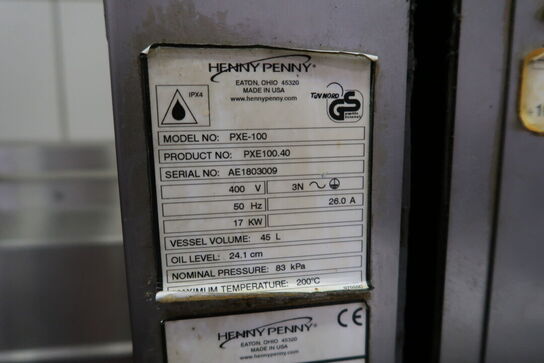 HENNY PENNY®
EATON, OHIO 45320
MADE IN USA
www.hennypenny.com
IPX4
TÜV NORD
GS
MODEL NO: PXE-100
PRODUCT NO: PXE100.40
SERIAL NO: AE1803009
400 V 3N
50 Hz 26.0 A
17 KW
VESSEL VOLUME: 45 L
OIL LEVEL: 24.1 cm
NOMINAL PRESSURE: 83 kPa
MAXIMUM TEMPERATURE: 200°C
HENNY PENNY®
EATON, OHIO 45320
MADE IN USA
CE